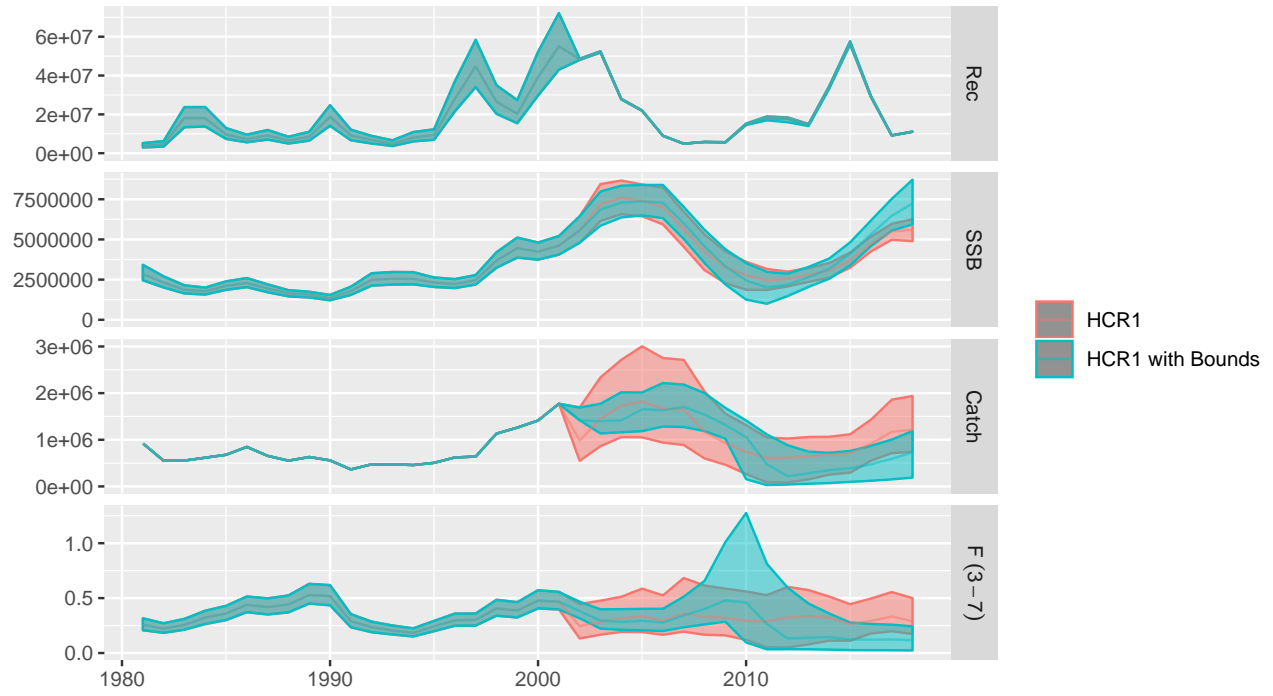 6e+07
4e+07
2e+07
0e+00
Rec
7500000
5000000
2500000
0
SSB
3e+06
2e+06
1e+06
0e+00
Catch
1.0
0.5
0.0
F (3−7)
1980
1990
2000
2010
HCR1
HCR1 with Bounds